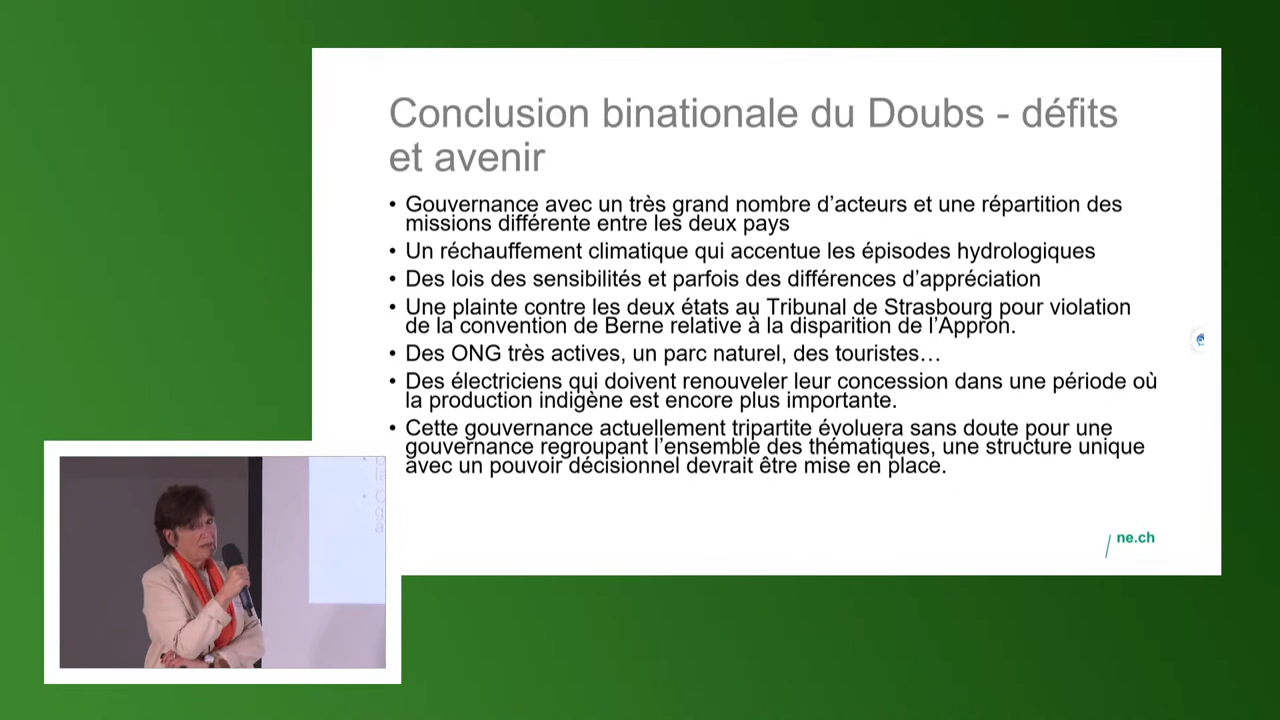 Conclusion binationale du Doubs - défits
et avenir
• Gouvernance avec un très grand nombre d'acteurs et une répartition des
missions différente entre les deux pays
• Un réchauffement climatique qui accentue les épisodes hydrologiques
• Des lois des sensibilités et parfois des différences d'appréciation
• Une plainte contre les deux états au Tribunal de Strasbourg pour violation
de la convention de Berne relative à la disparition de l'Appron.
• Des ONG très actives, un parc naturel, des touristes…
• Des électriciens qui doivent renouveler leur concession dans une période où
la production indigène est encore plus importante.
• Cette gouvernance actuellement tripartite évoluera sans doute pour une
gouvernance regroupant l'ensemble des thématiques, une structure unique
avec un pouvoir décisionnel devrait être mise en place.
ne.ch